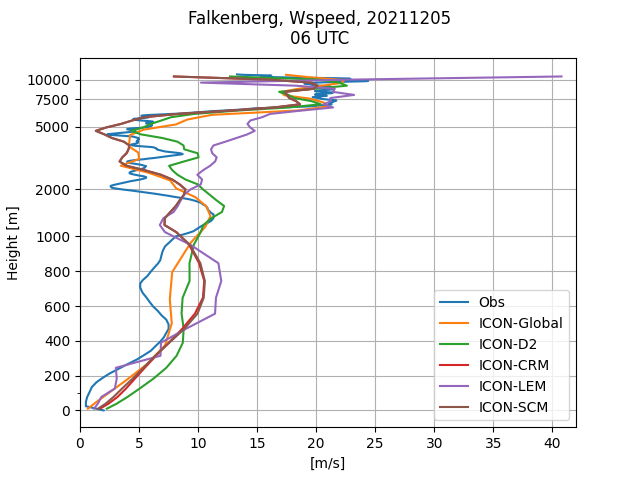 Falkenberg, Wspeed, 20211205
06 UTC
Height [m]
10000
7500
5000
2000
1000
800
600
400
200
0
0 5 10 15 20 25 30 35 40
[m/s]
Obs
ICON-Global
ICON-D2
ICON-CRM
ICON-LEM
ICON-SCM